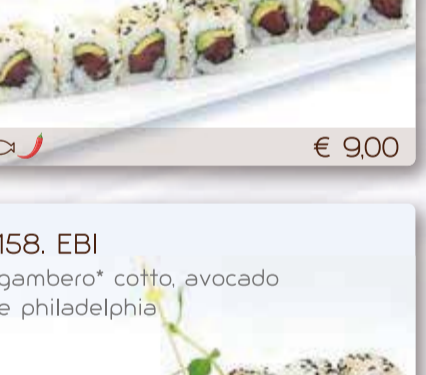 € 9,00
158. EBI
gambero* cotto, avocado
e philadelphia